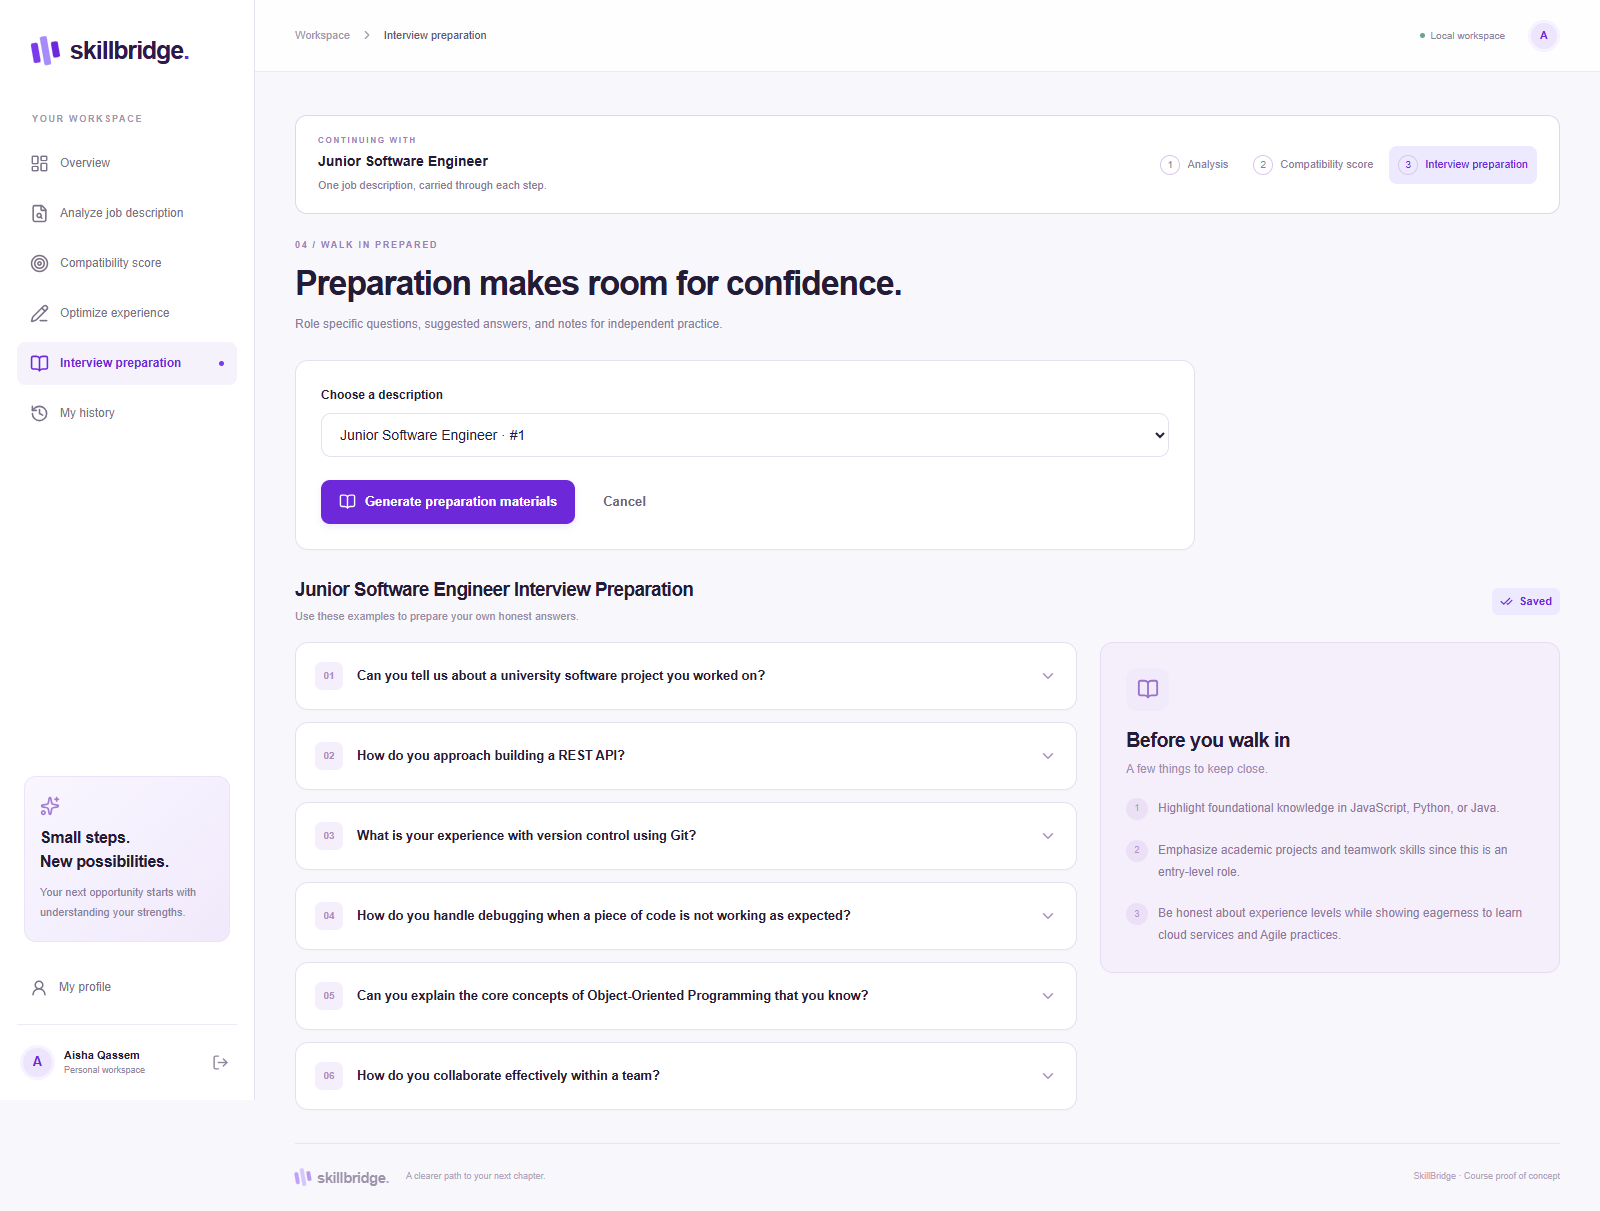 skillbridge.
YOUR WORKSPACE
Overview
Analyze job description
Compatibility score
Optimize experience
Interview preparation
My history
Small steps.
New possibilities.
Your next opportunity starts with
understanding your strengths.
My profile
A
Aisha Qassem
Personal workspace
Workspace
Interview preparation
Local workspace
A
CONTINUING WITH
Junior Software Engineer
One job description, carried through each step.
1 Analysis
2 Compatibility score
3 Interview preparation
04 / WALK IN PREPARED
Preparation makes room for confidence.
Role specific questions, suggested answers, and notes for independent practice.
Choose a description
Junior Software Engineer · #1
Generate preparation materials
Cancel
Junior Software Engineer Interview Preparation
Use these examples to prepare your own honest answers.
Saved
01 Can you tell us about a university software project you worked on?
02 How do you approach building a REST API?
03 What is your experience with version control using Git?
04 How do you handle debugging when a piece of code is not working as expected?
05 Can you explain the core concepts of Object-Oriented Programming that you know?
06 How do you collaborate effectively within a team?
Before you walk in
A few things to keep close.
1 Highlight foundational knowledge in JavaScript, Python, or Java.
2 Emphasize academic projects and teamwork skills since this is an
entry-level role.
3 Be honest about experience levels while showing eagerness to learn
cloud services and Agile practices.
skillbridge.
A clearer path to your next chapter.
SkillBridge · Course proof of concept